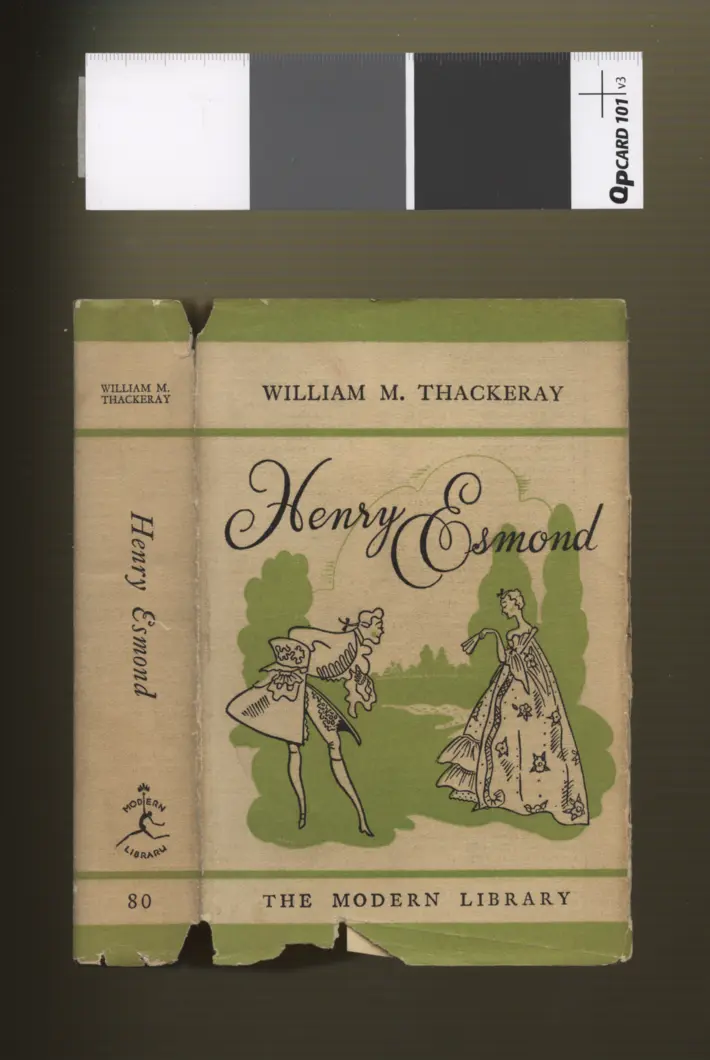 QPCARD 101 v3
WILLIAM M.
THACKERAY
Henry Esmond
MODERN
LIBRARY
80
WILLIAM M. THACKERAY
Henry Esmond
THE MODERN LIBRARY